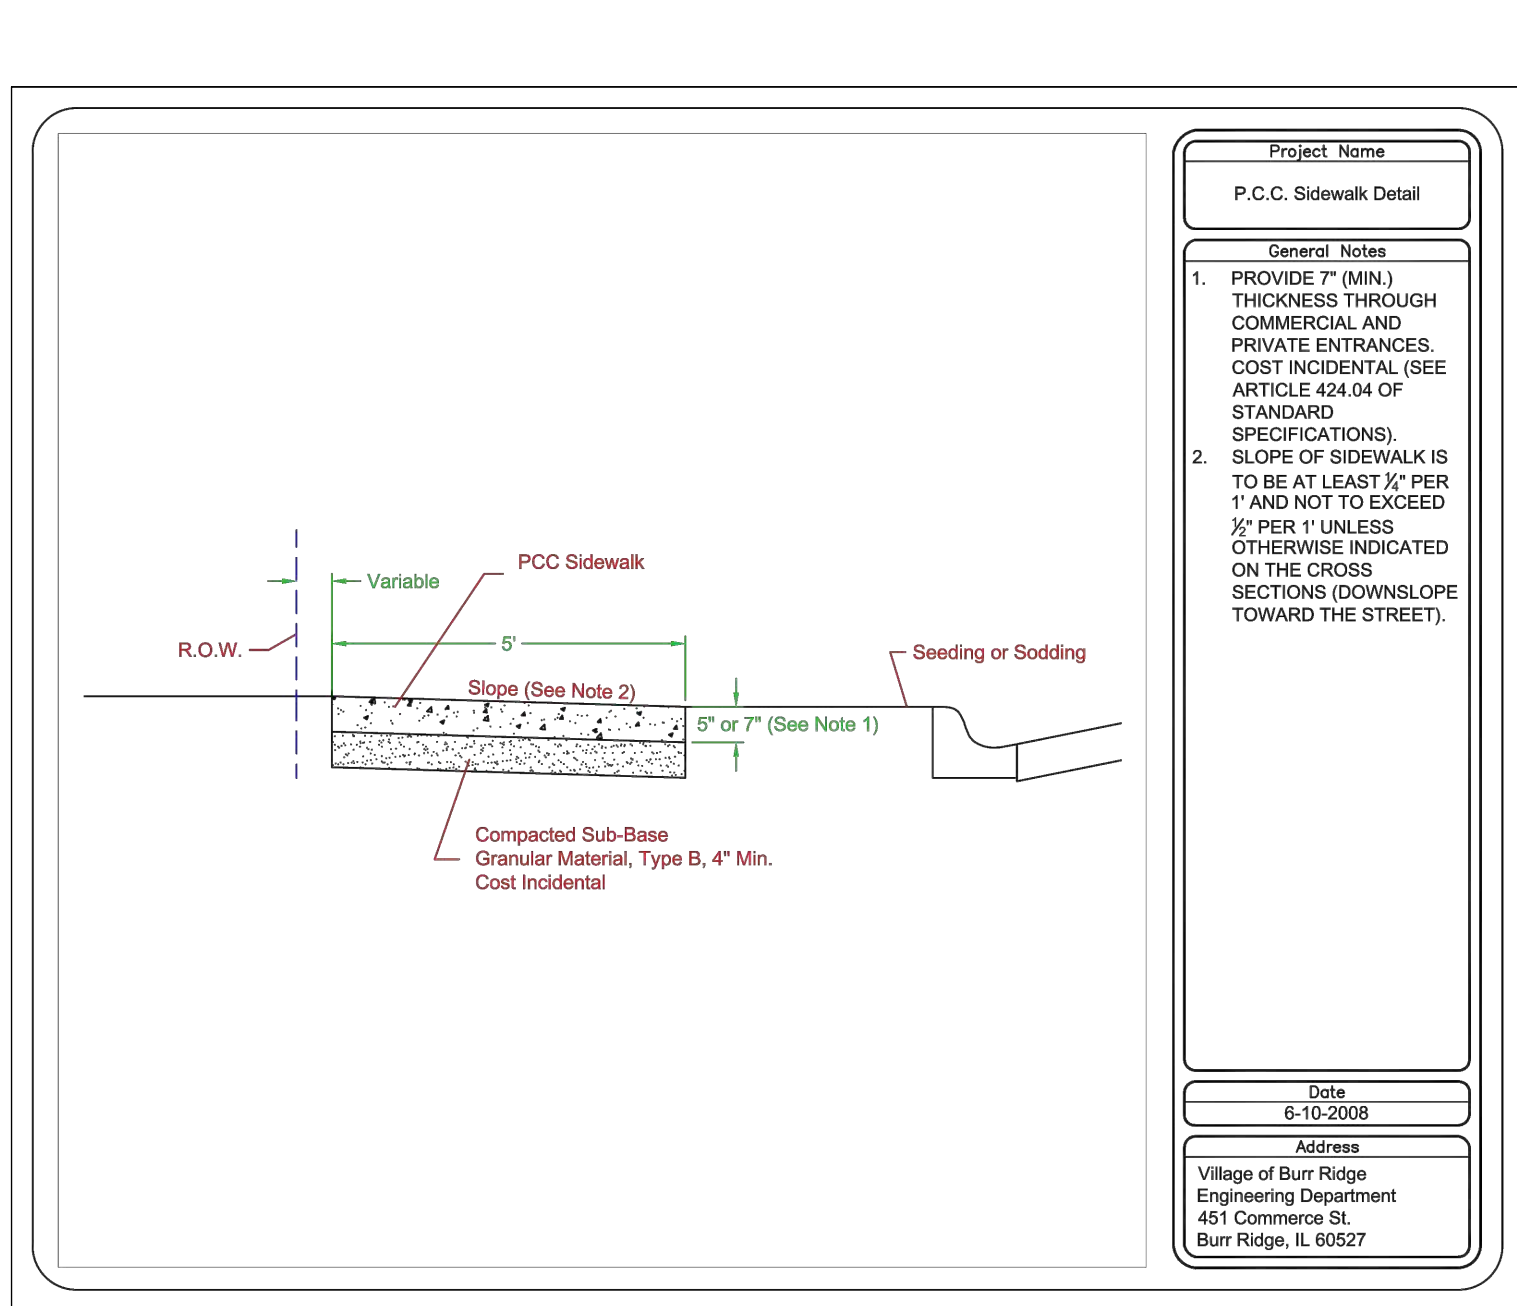 Project Name
P.C.C. Sidewalk Detail
General Notes
1. PROVIDE 7" (MIN.)
THICKNESS THROUGH
COMMERCIAL AND
PRIVATE ENTRANCES.
COST INCIDENTAL (SEE
ARTICLE 424.04 OF
STANDARD
SPECIFICATIONS).
2. SLOPE OF SIDEWALK IS
TO BE AT LEAST ¼" PER
1' AND NOT TO EXCEED
½" PER 1' UNLESS
OTHERWISE INDICATED
ON THE CROSS
SECTIONS (DOWNSLOPE
TOWARD THE STREET).
PCC Sidewalk
Variable
5'
R.O.W.
Seeding or Sodding
Slope (See Note 2)
5" or 7" (See Note 1)
Compacted Sub-Base
Granular Material, Type B, 4" Min.
Cost Incidental
Date
6-10-2008
Address
Village of Burr Ridge
Engineering Department
451 Commerce St.
Burr Ridge, IL 60527